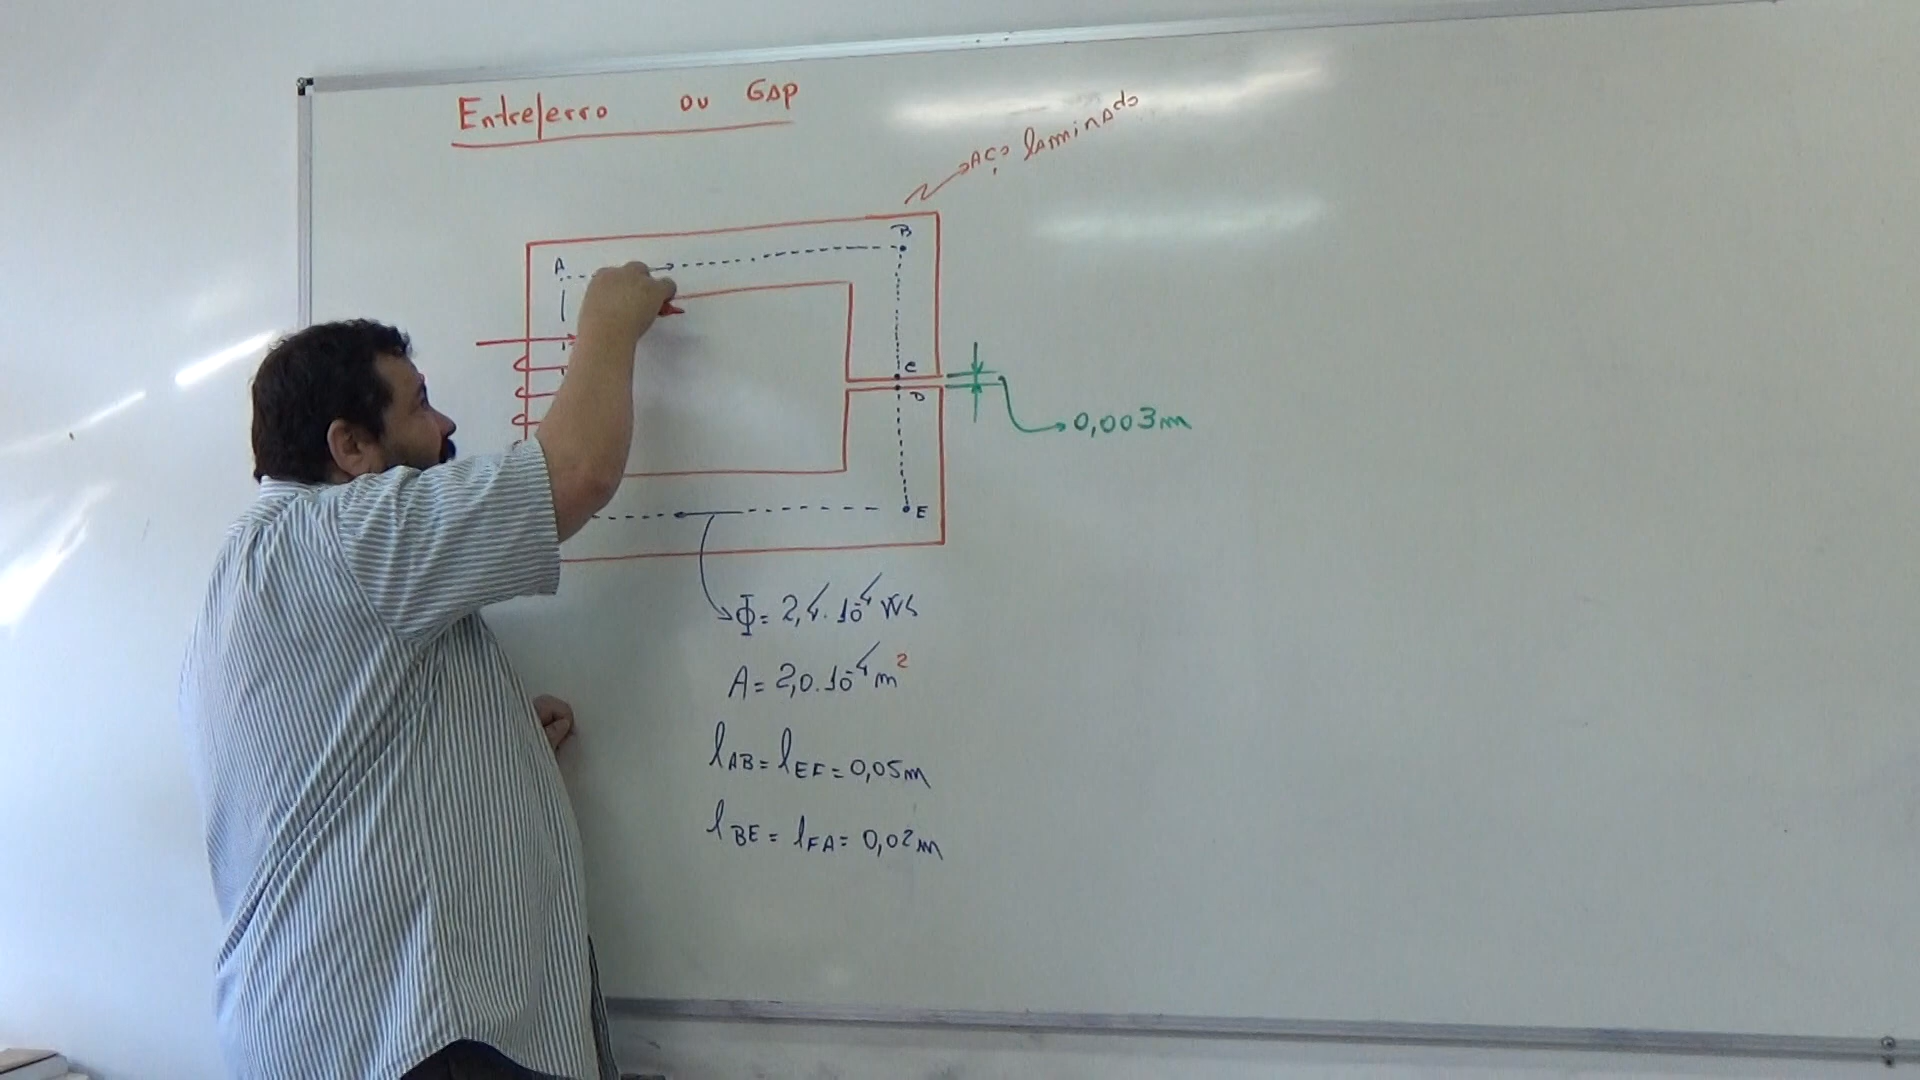 Entreferro ou GAP
Aço laminado
A
B
C
D
0,003m
E
Φ= 2,4.10⁻⁴ Wb
A= 2,0.10⁻⁴ m²
lAB= lEF= 0,05m
lBE= lFA= 0,02m